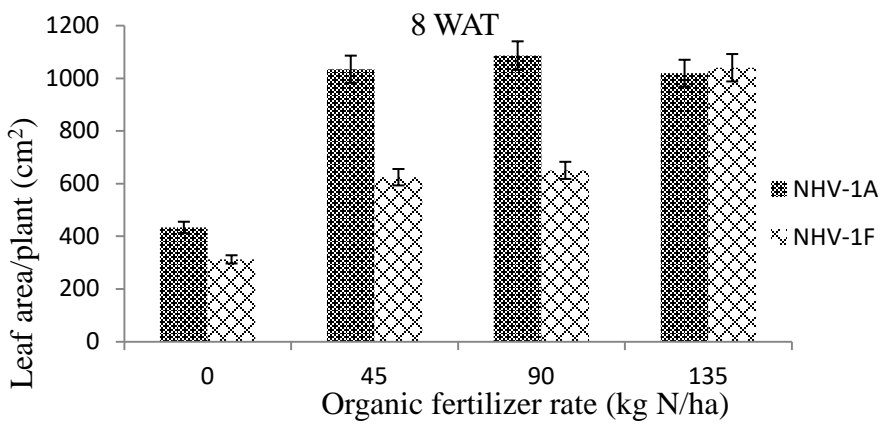 8 WAT
Leaf area/plant (cm²)
1200
1000
800
600
400
200
0
NHV-1A
NHV-1F
0 45 90 135
Organic fertilizer rate (kg N/ha)